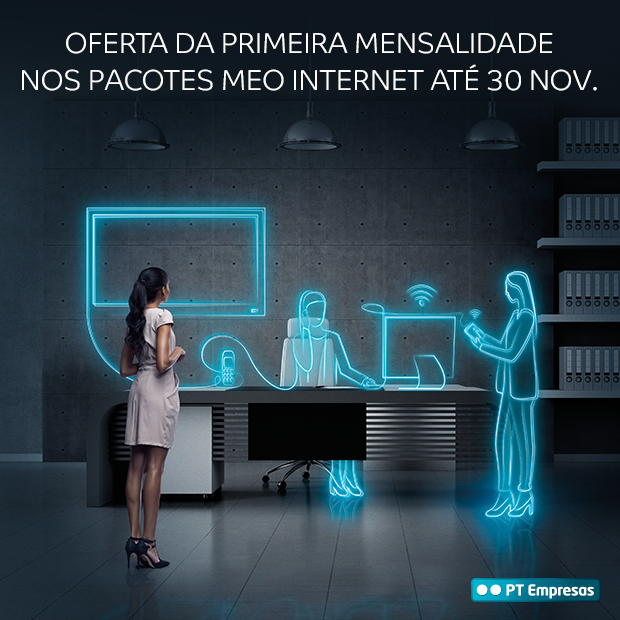 OFERTA DA PRIMEIRA MENSALIDADE
NOS PACOTES MEO INTERNET ATÉ 30 NOV.
PT Empresas